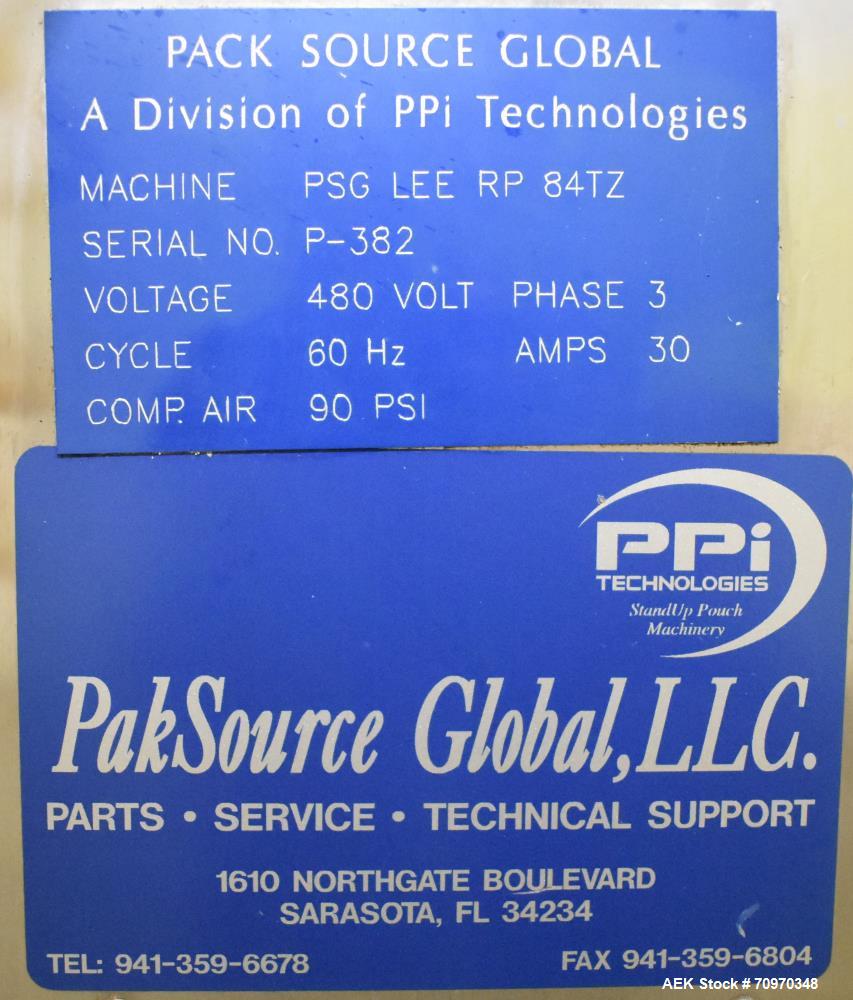 PACK SOURCE GLOBAL
A Division of PPi Technologies
MACHINE PSG LEE RP 84TZ
SERIAL NO. P-382
VOLTAGE 480 VOLT PHASE 3
CYCLE 60 Hz AMPS 30
COMP. AIR 90 PSI
PPi
TECHNOLOGIES
StandUp Pouch
Machinery
PakSource Global, LLC.
PARTS • SERVICE • TECHNICAL SUPPORT
1610 NORTHGATE BOULEVARD
SARASOTA, FL 34234
TEL: 941-359-6678 FAX 941-359-6804
AEK Stock # 70970348